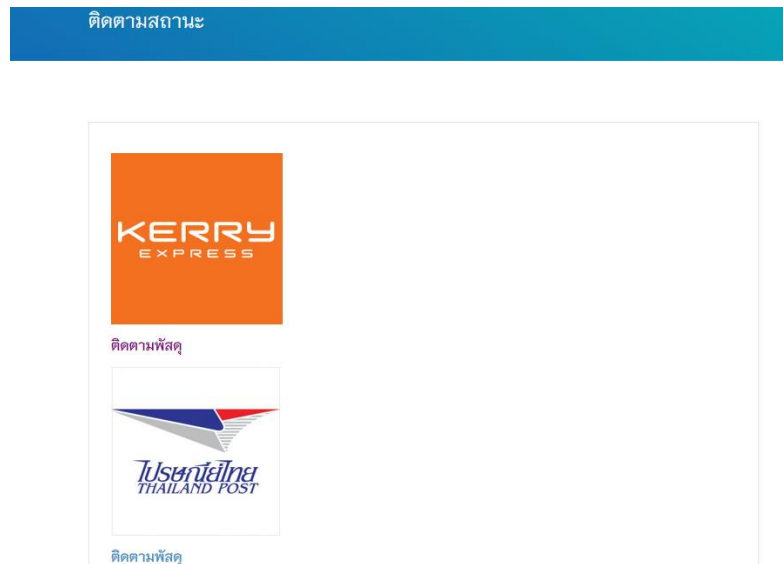 ติดตามสถานะ
KERRY
EXPRESS
ติดตามพัสดุ
ไปรษณีย์ไทย
THAILAND POST
ติดตามพัสดุ